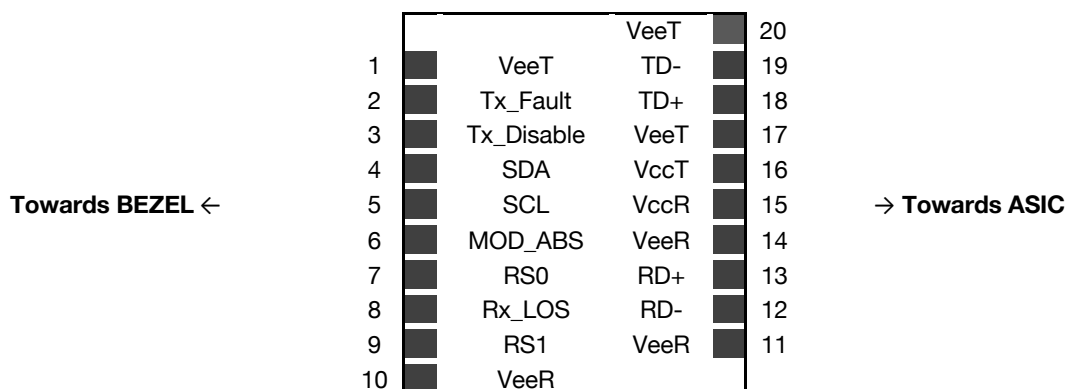 VeeT 20
1 VeeT TD- 19
2 Tx_Fault TD+ 18
3 Tx_Disable VeeT 17
4 SDA VccT 16
Towards BEZEL ← 5 SCL VccR 15 → Towards ASIC
6 MOD_ABS VeeR 14
7 RS0 RD+ 13
8 Rx_LOS RD- 12
9 RS1 VeeR 11
10 VeeR